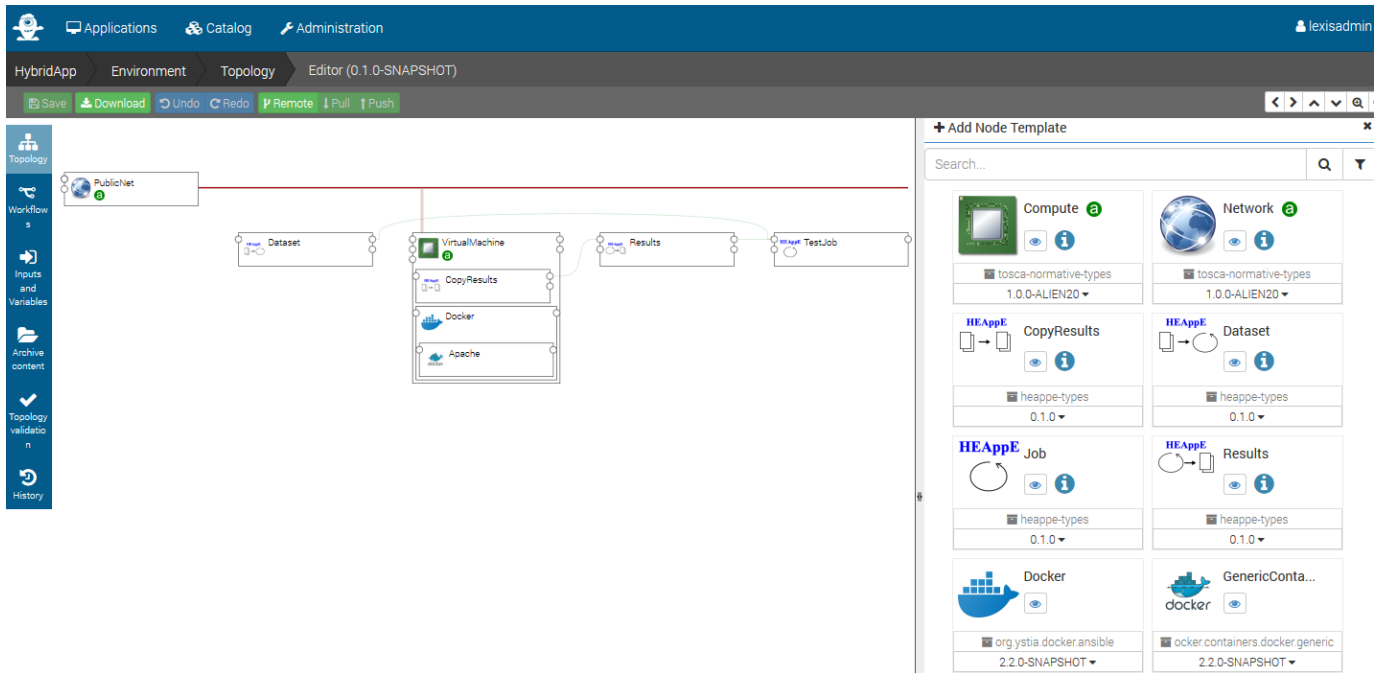 Applications Catalog Administration lexisadmin
HybridApp Environment Topology Editor (0.1.0-SNAPSHOT)
Save Download Undo Redo Remote Pull Push
Topology
Workflow
s
Inputs
and
Variables
Archive
content
Topology
validatio
n
History
PublicNet
a
Dataset
VirtualMachine
a
CopyResults
Docker
Apache
Results
HEAppE TestJob
Add Node Template
Search...
Compute a
tosca-normative-types
1.0.0-ALIEN20
Network a
tosca-normative-types
1.0.0-ALIEN20
HEAppE
CopyResults
heappe-types
0.1.0
HEAppE
Dataset
heappe-types
0.1.0
HEAppE
Job
heappe-types
0.1.0
HEAppE
Results
heappe-types
0.1.0
Docker
org.ystia.docker.ansible
2.2.0-SNAPSHOT
docker
GenericConta...
ocker.containers.docker.generic
2.2.0-SNAPSHOT